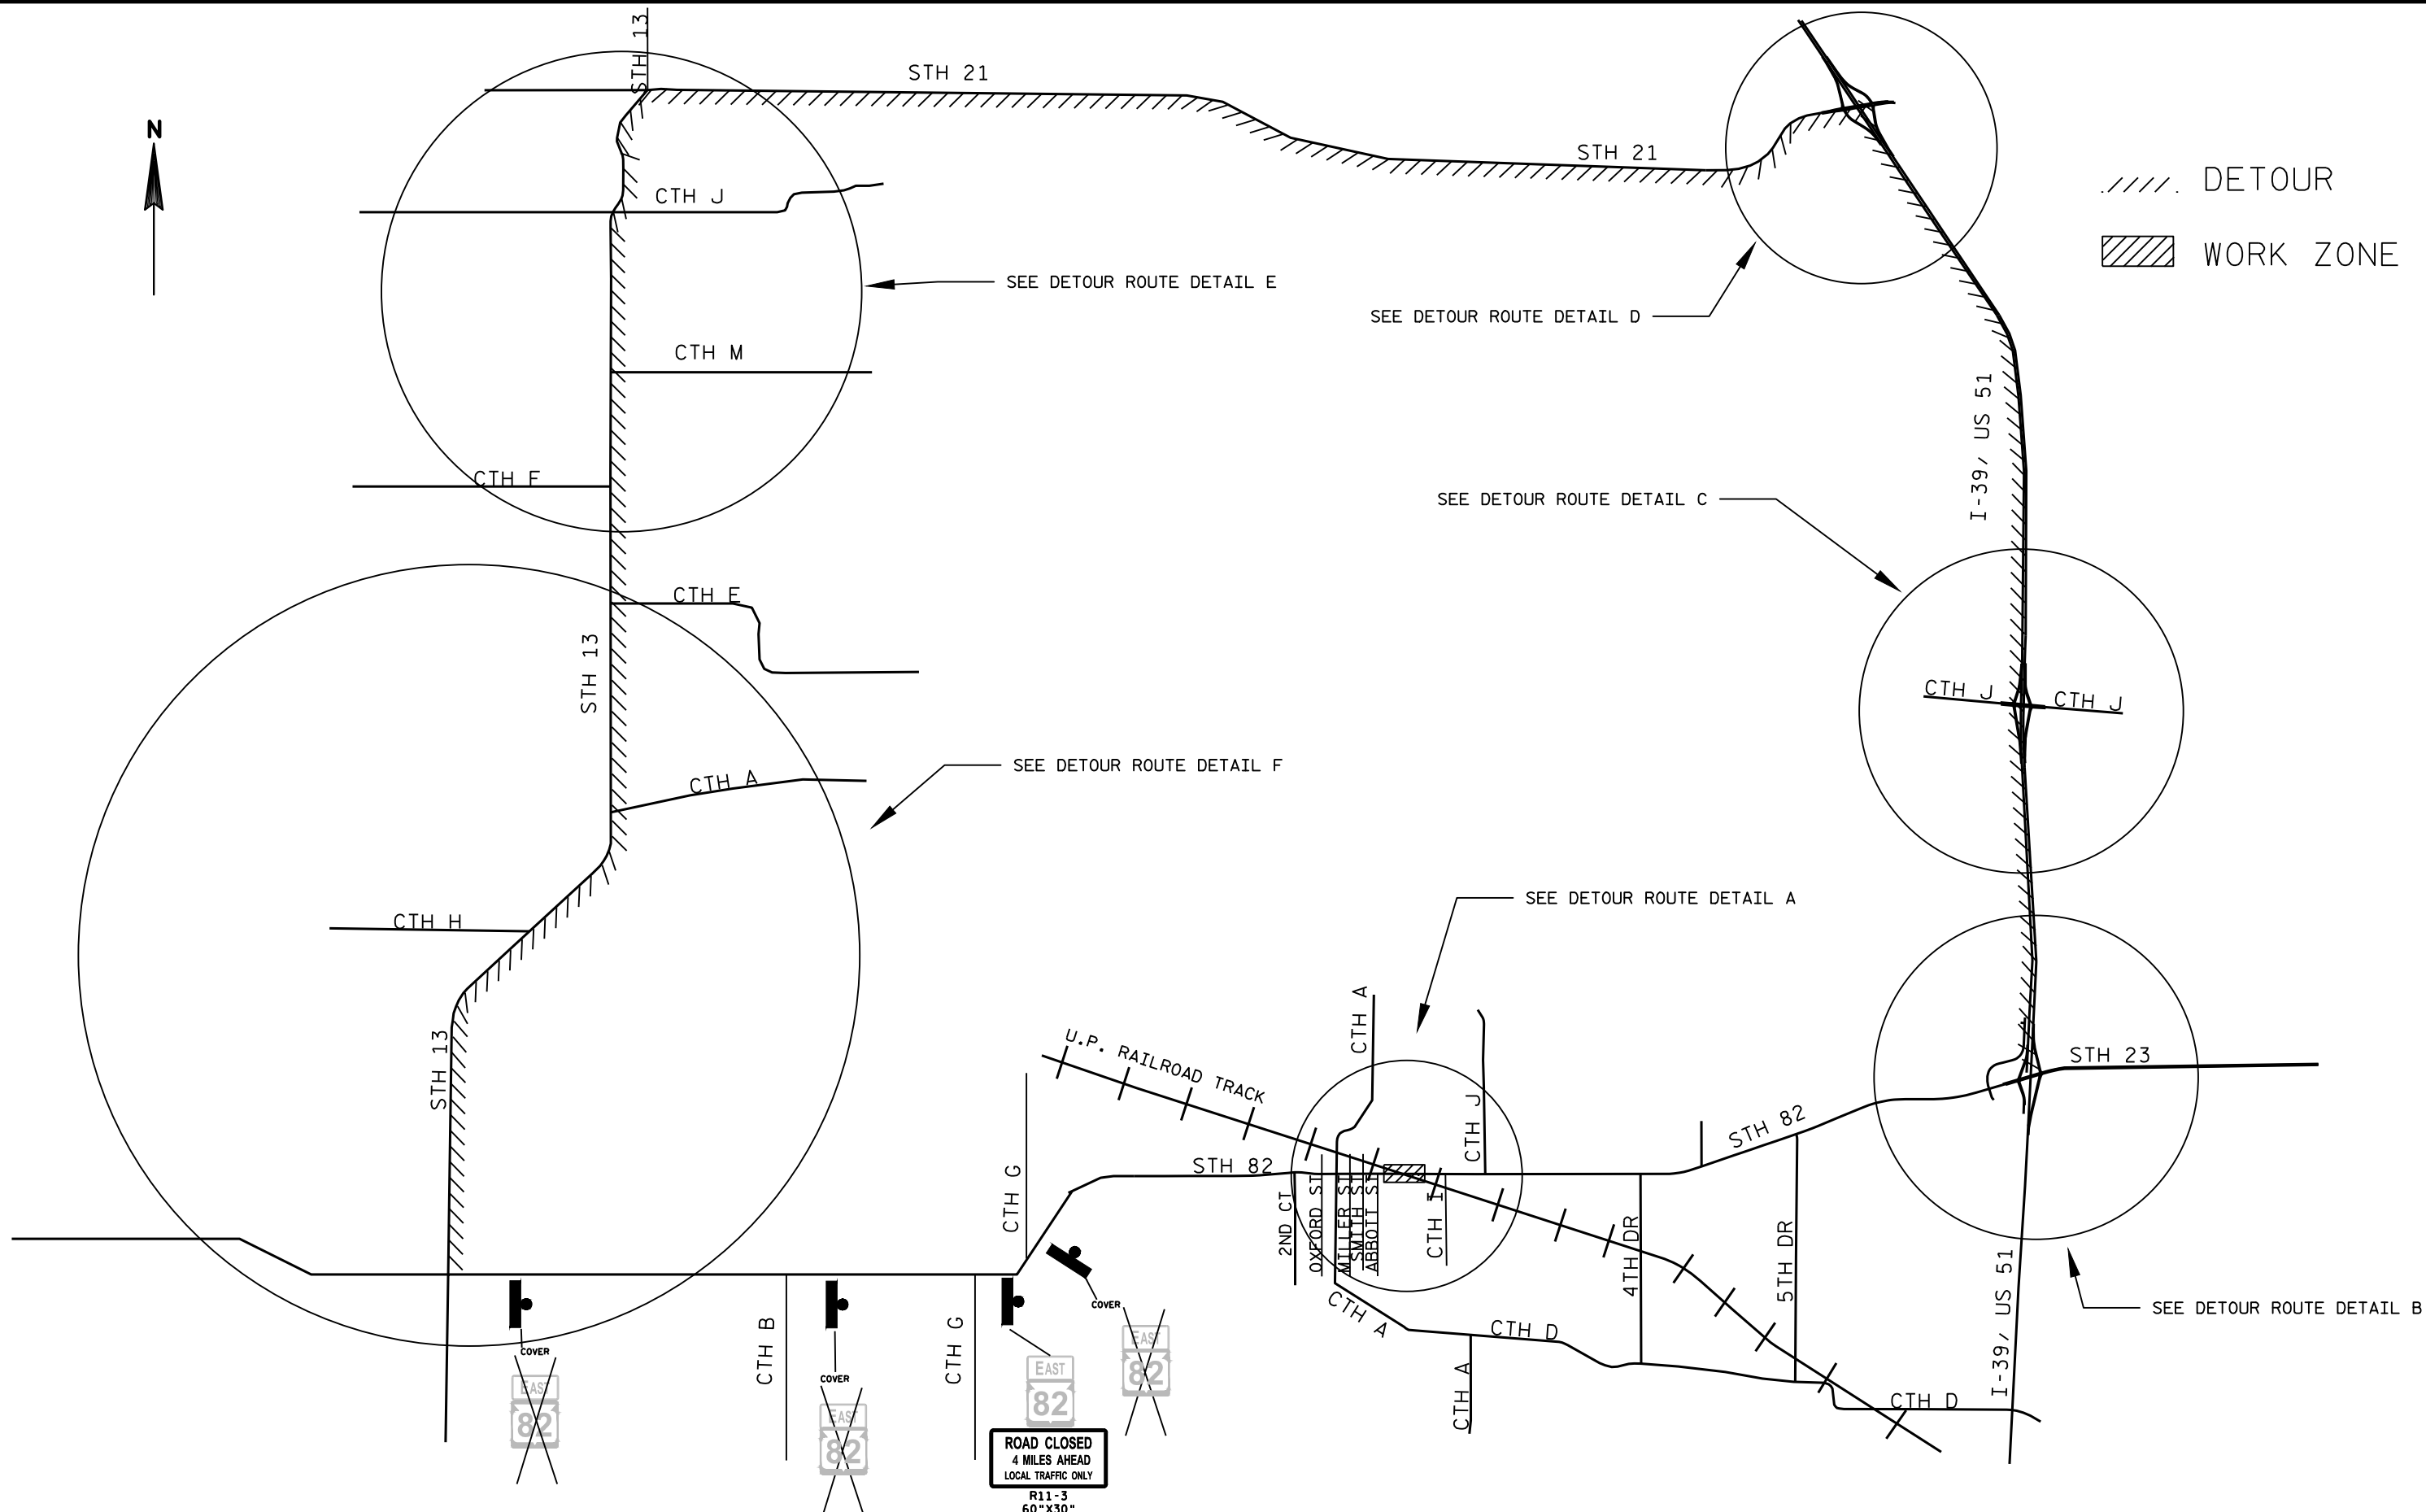 STH 13
STH 21
N
STH 21
DETOUR
CTH J
WORK ZONE
SEE DETOUR ROUTE DETAIL E
SEE DETOUR ROUTE DETAIL D
CTH M
I-39/ US 51
CTH F
SEE DETOUR ROUTE DETAIL C
CTH E
STH 13
CTH J
CTH J
SEE DETOUR ROUTE DETAIL F
CTH A
SEE DETOUR ROUTE DETAIL A
CTH H
CTH A
STH 13
U.P. RAILROAD TRACK
STH 23
CTH J
STH 82
CTH G
STH 82
2ND CT
OXFORD ST
MILLER ST
SMITH ST
ABBOTT ST
CTH I
4TH DR
5TH DR
I-39/ US 51
COVER
SEE DETOUR ROUTE DETAIL B
CTH A
CTH D
CTH B
CTH G
COVER
EAST
82
COVER
EAST
82
EAST
82
EAST
82
CTH A
CTH D
ROAD CLOSED
4 MILES AHEAD
LOCAL TRAFFIC ONLY
R11-3
60"X30"